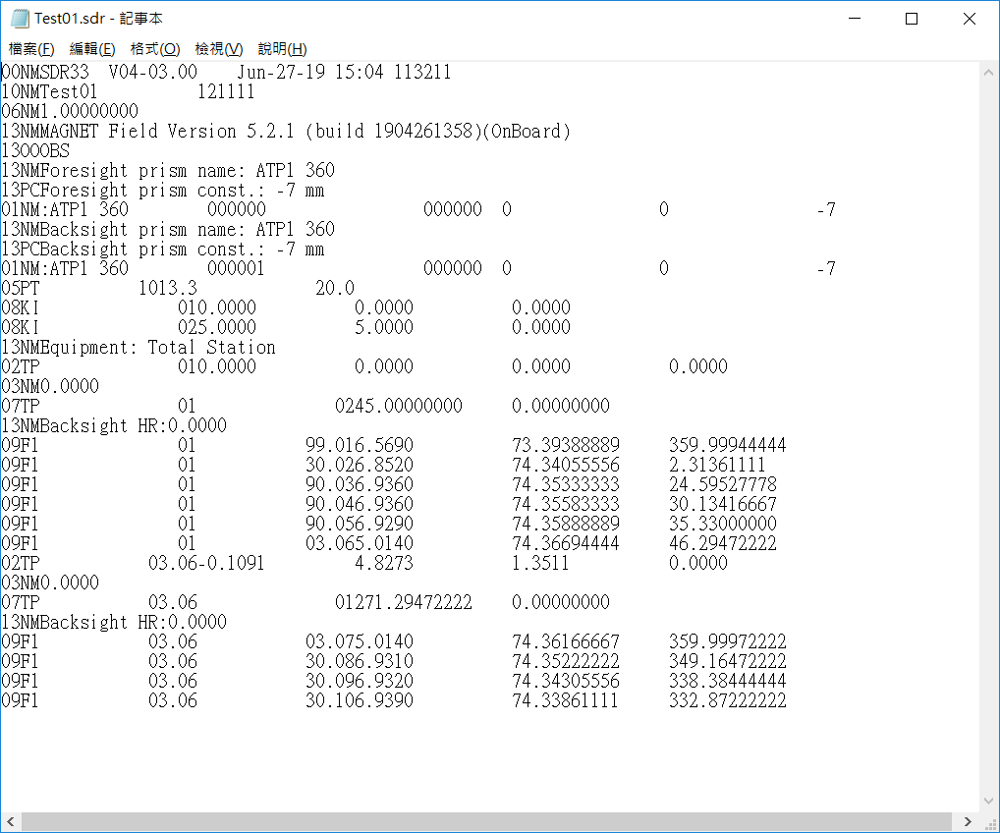 Test01.sdr - 記事本
檔案(F) 編輯(E) 格式(O) 檢視(V) 說明(H)
00NMSDR33  V04-03.00    Jun-27-19 15:04 113211
10NMTest01          121111
06NM1.00000000
13NMMAGNET Field Version 5.2.1 (build 1904261358)(OnBoard)
13OOOBS
13NMForesight prism name: ATP1 360
13PCForesight prism const.: -7 mm
01NM:ATP1 360        000000                000000  0               0               -7
13NMBacksight prism name: ATP1 360
13PCBacksight prism const.: -7 mm
01NM:ATP1 360        000001                000000  0               0               -7
05PT          1013.3            20.0
08KI              010.0000          0.0000          0.0000
08KI              025.0000          5.0000          0.0000
13NMEquipment: Total Station
02TP              010.0000          0.0000          0.0000          0.0000
03NM0.0000
07TP              01              0245.00000000     0.00000000
13NMBacksight HR:0.0000
09F1              01           99.016.5690          73.39388889     359.99944444
09F1              01           30.026.8520          74.34055556     2.31361111
09F1              01           90.036.9360          74.35333333     24.59527778
09F1              01           90.046.9360          74.35583333     30.13416667
09F1              01           90.056.9290          74.35888889     35.33000000
09F1              01           03.065.0140          74.36694444     46.29472222
02TP           03.06-0.1091         4.8273          1.3511          0.0000
03NM0.0000
07TP           03.06              01271.29472222    0.00000000
13NMBacksight HR:0.0000
09F1           03.06           03.075.0140          74.36166667     359.99972222
09F1           03.06           30.086.9310          74.35222222     349.16472222
09F1           03.06           30.096.9320          74.34305556     338.38444444
09F1           03.06           30.106.9390          74.33861111     332.87222222